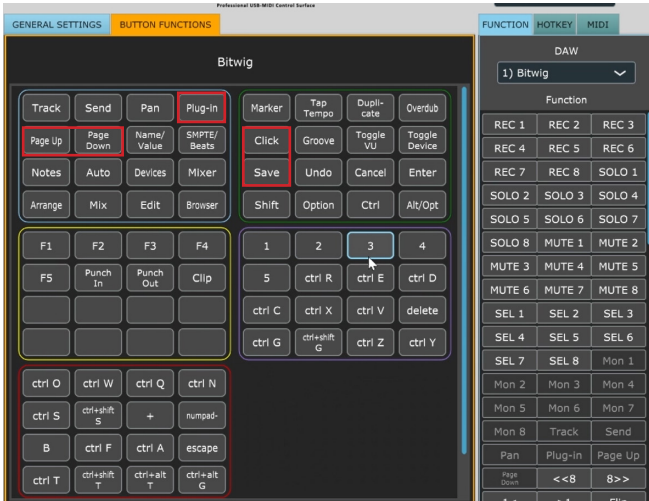 Professional USB-MIDI Control Surface
GENERAL SETTINGS BUTTON FUNCTIONS
Bitwig
Track Send Pan Plug-in
Page Up Page Down Name/ Value SMPTE/ Beats
Notes Auto Devices Mixer
Arrange Mix Edit Browser
Marker Tap Tempo Dupli- cate Overdub
Click Groove Toggle VU Toggle Device
Save Undo Cancel Enter
Shift Option Ctrl Alt/Opt
F1 F2 F3 F4
F5 Punch In Punch Out Clip
1 2 3 4
5 ctrl R ctrl E ctrl D
ctrl C ctrl X ctrl V delete
ctrl G ctrl+shift G ctrl Z ctrl Y
ctrl O ctrl W ctrl Q ctrl N
ctrl S ctrl+shift S + numpad-
B ctrl F ctrl A escape
ctrl T ctrl+shift T ctrl+alt T ctrl+alt G
FUNCTION HOTKEY MIDI
DAW
1) Bitwig
Function
REC 1 REC 2 REC 3
REC 4 REC 5 REC 6
REC 7 REC 8 SOLO 1
SOLO 2 SOLO 3 SOLO 4
SOLO 5 SOLO 6 SOLO 7
SOLO 8 MUTE 1 MUTE 2
MUTE 3 MUTE 4 MUTE 5
MUTE 6 MUTE 7 MUTE 8
SEL 1 SEL 2 SEL 3
SEL 4 SEL 5 SEL 6
SEL 7 SEL 8 Mon 1
Mon 2 Mon 3 Mon 4
Mon 5 Mon 6 Mon 7
Mon 8 Track Send
Pan Plug-in Page Up
Page Down <<8 8>>
Flip